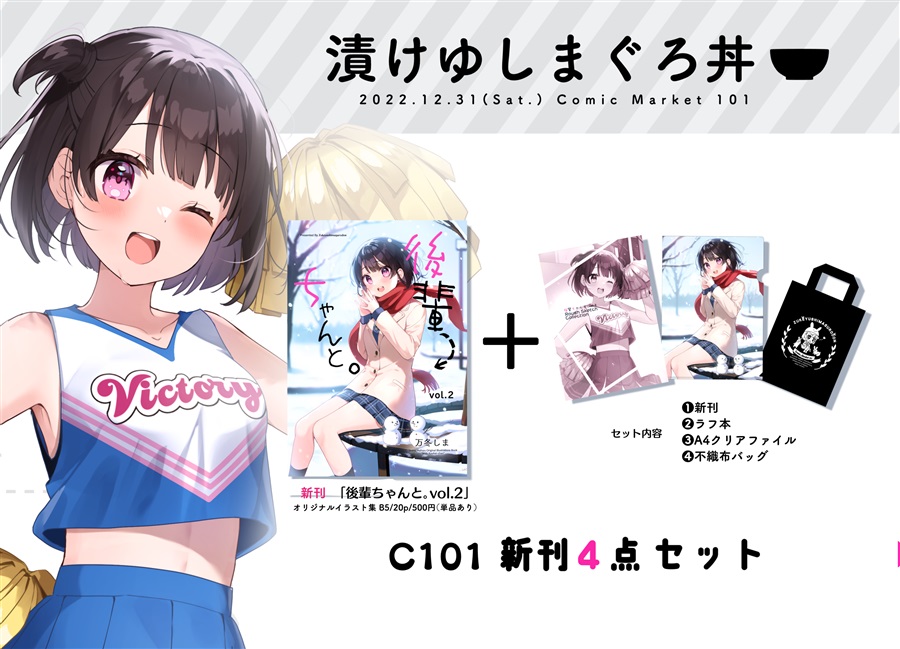 漬けゆしまぐろ丼
2022.12.31(Sat.) Comic Market 101
Victory
後輩ちゃんと。
vol.2
万冬しま
Rough Sketch
Collection
Victory
セット内容
❶新刊
❷ラフ本
❸A4クリアファイル
❹不織布バッグ
新刊 「後輩ちゃんと。vol.2」
オリジナルイラスト集 B5/20p/500円(単品あり)
C101 新刊4点セット